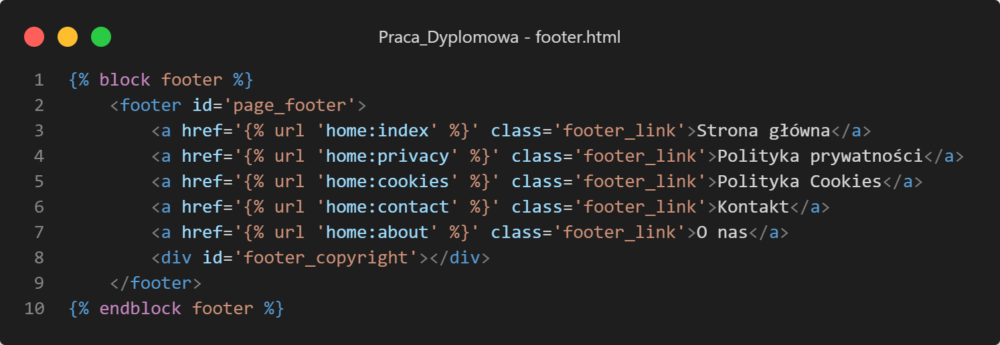 Praca_Dyplomowa - footer.html
1 {% block footer %}
2     <footer id='page_footer'>
3         <a href='{% url 'home:index' %}' class='footer_link'>Strona główna</a>
4         <a href='{% url 'home:privacy' %}' class='footer_link'>Polityka prywatności</a>
5         <a href='{% url 'home:cookies' %}' class='footer_link'>Polityka Cookies</a>
6         <a href='{% url 'home:contact' %}' class='footer_link'>Kontakt</a>
7         <a href='{% url 'home:about' %}' class='footer_link'>O nas</a>
8         <div id='footer_copyright'></div>
9     </footer>
10 {% endblock footer %}